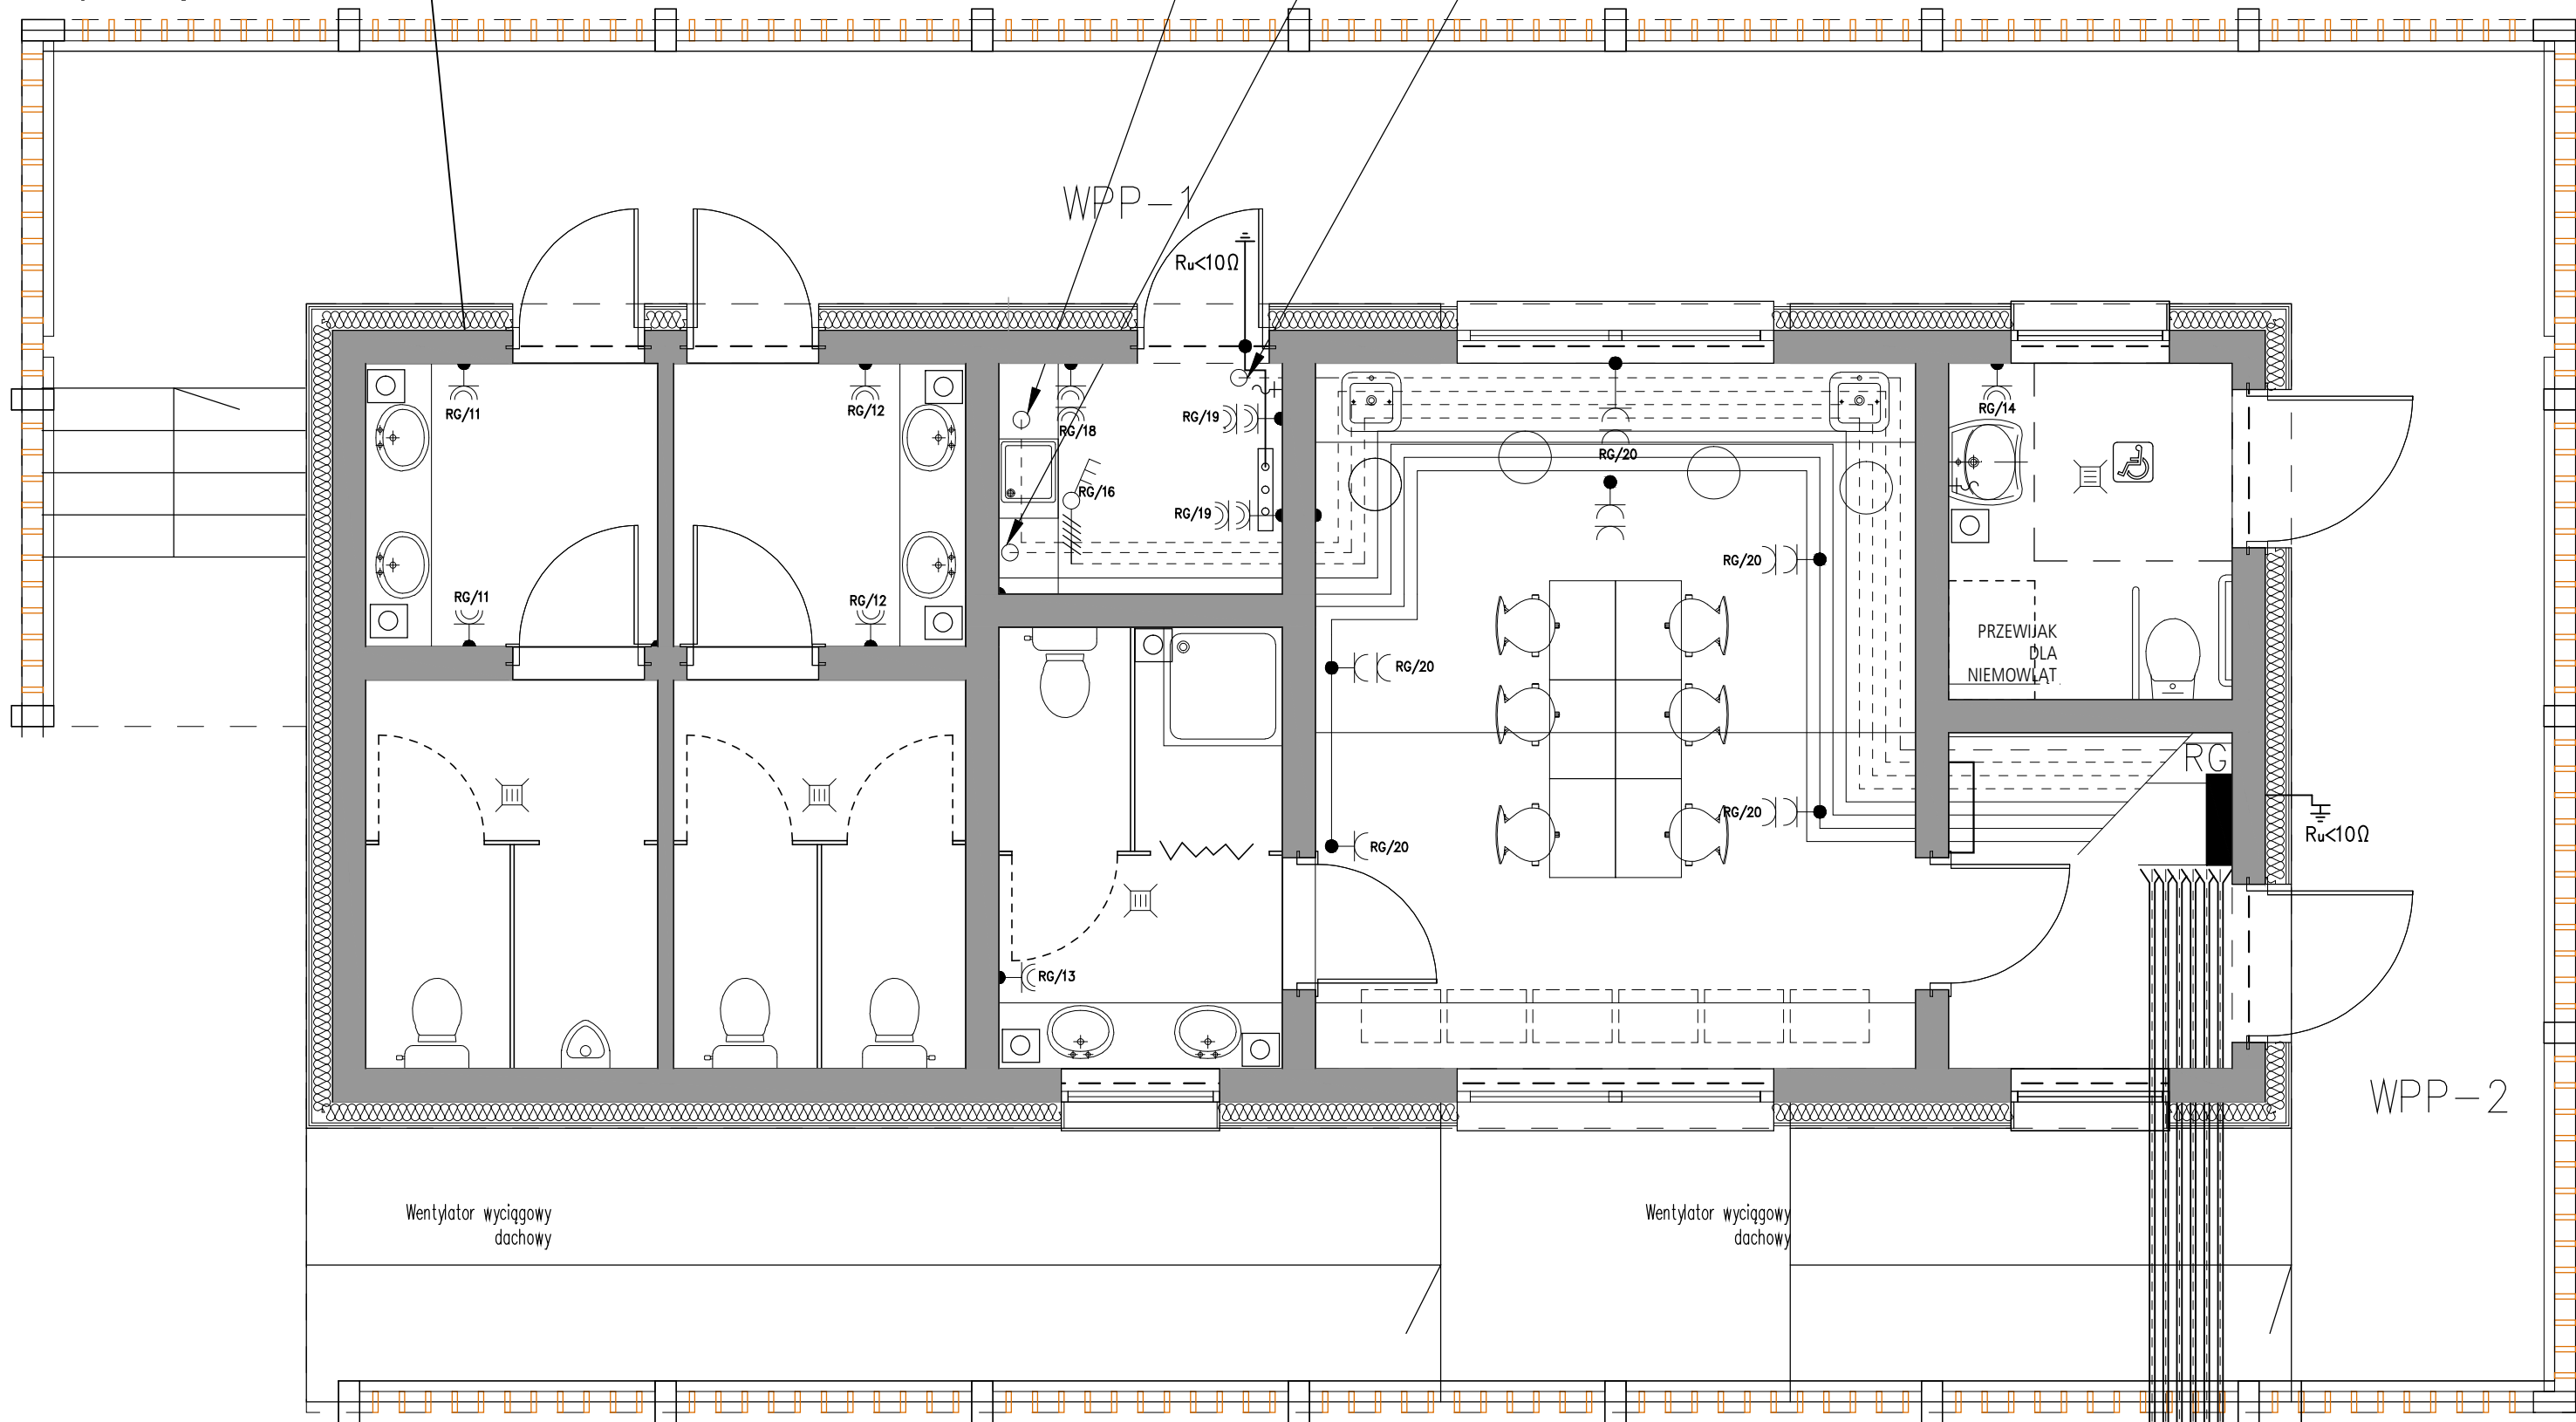 WPP-1
Ru<10Ω
RG/11
RG/12
RG/18
RG/19
RG/20
RG/14
RG/16
RG/19
RG/20
RG/11
RG/12
PRZEWIJAK
DLA
NIEMOWLĄT
RG/20
RG
RG/20
Ru<10Ω
RG/20
RG/13
WPP-2
Wentylator wyciągowy
dachowy
Wentylator wyciągowy
dachowy